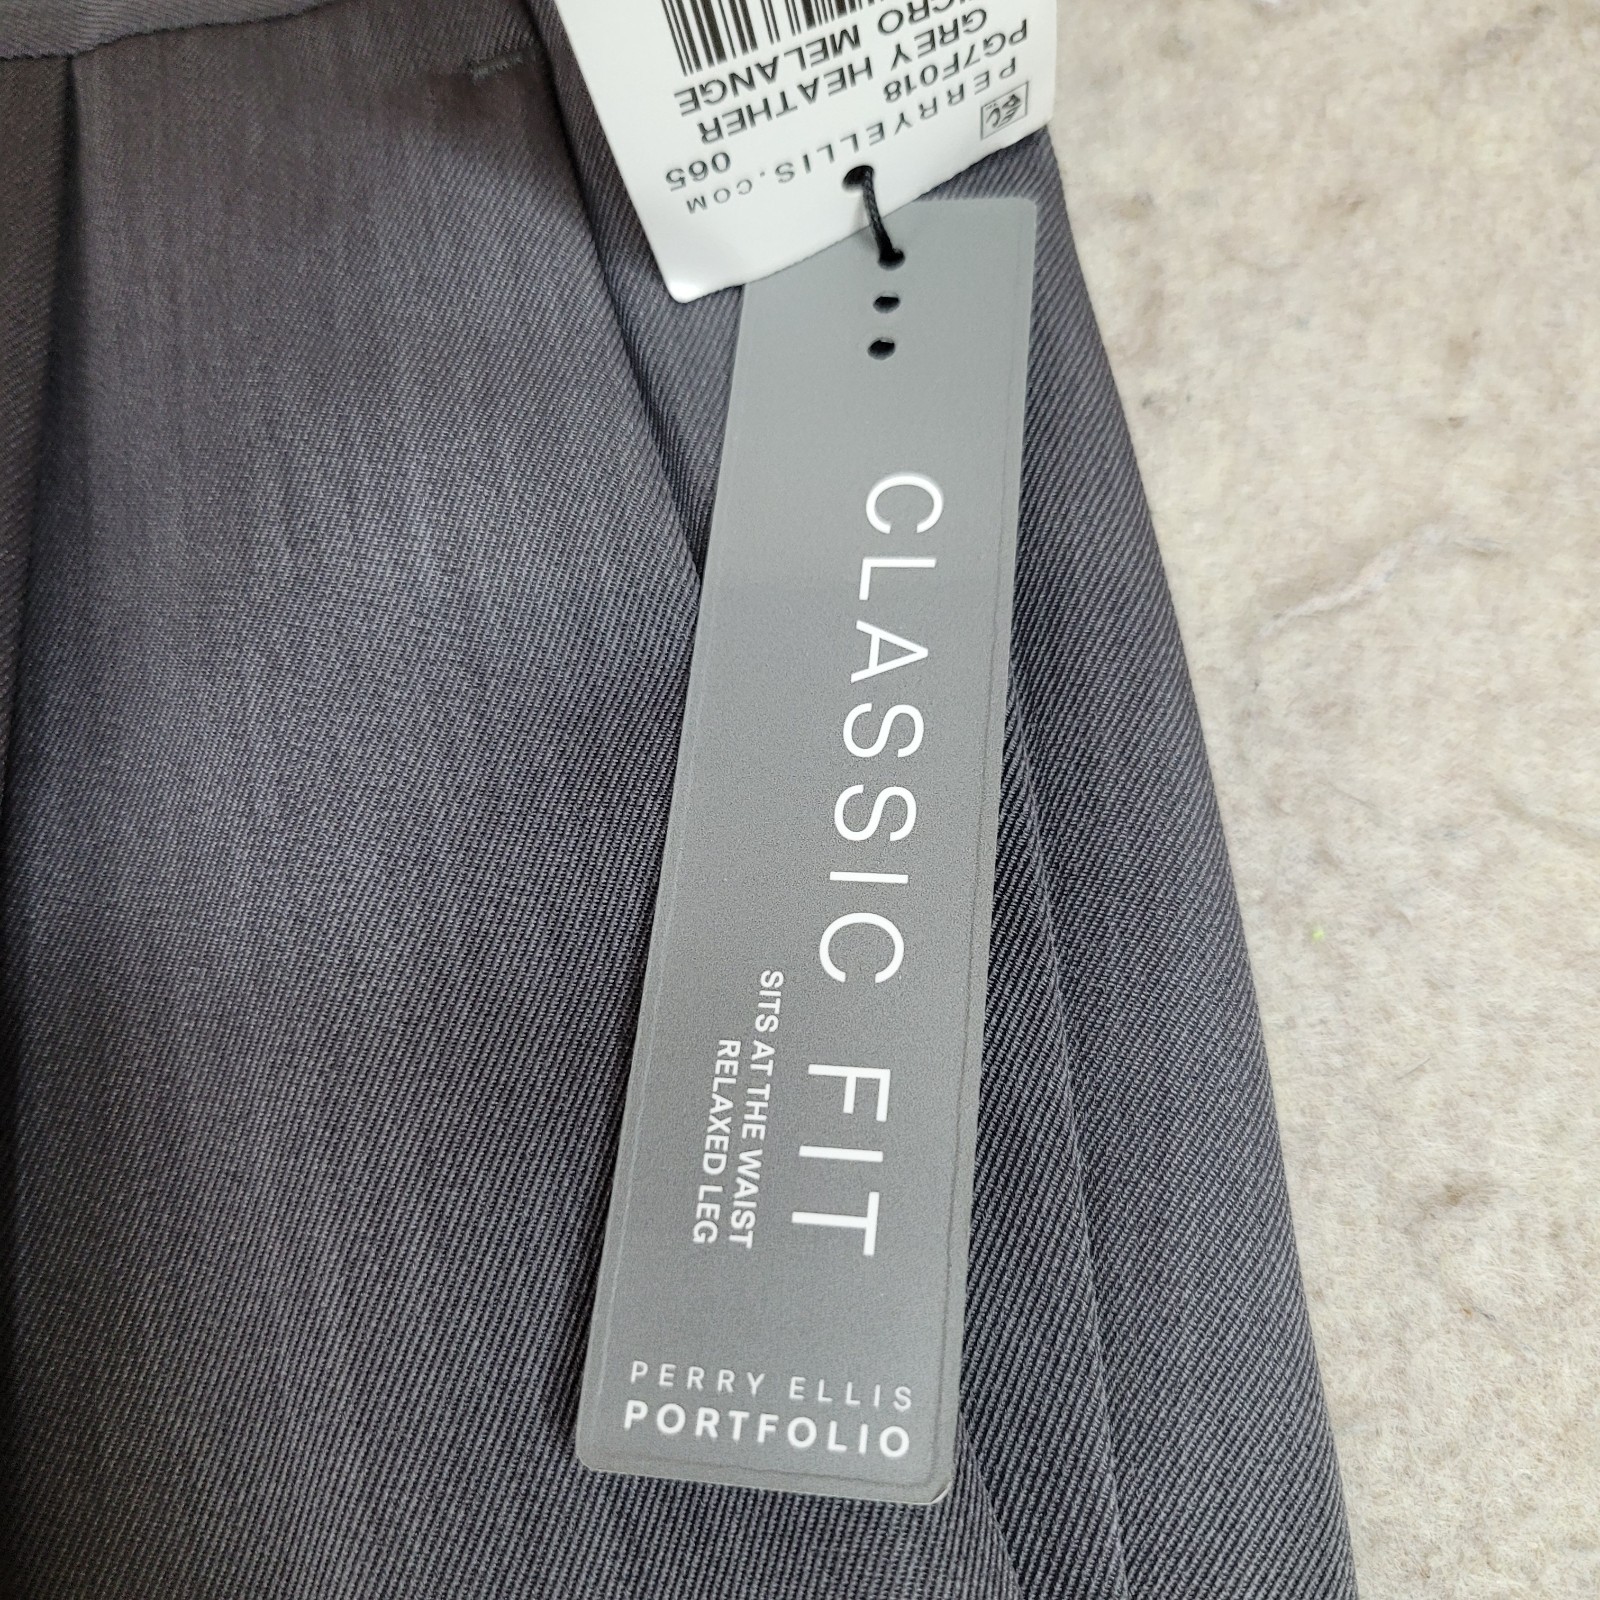 PERRYELLIS.COM
PG7F018 065
GREY HEATHER
MELANGE
CLASSIC FIT
SITS AT THE WAIST
RELAXED LEG
PERRY ELLIS
PORTFOLIO